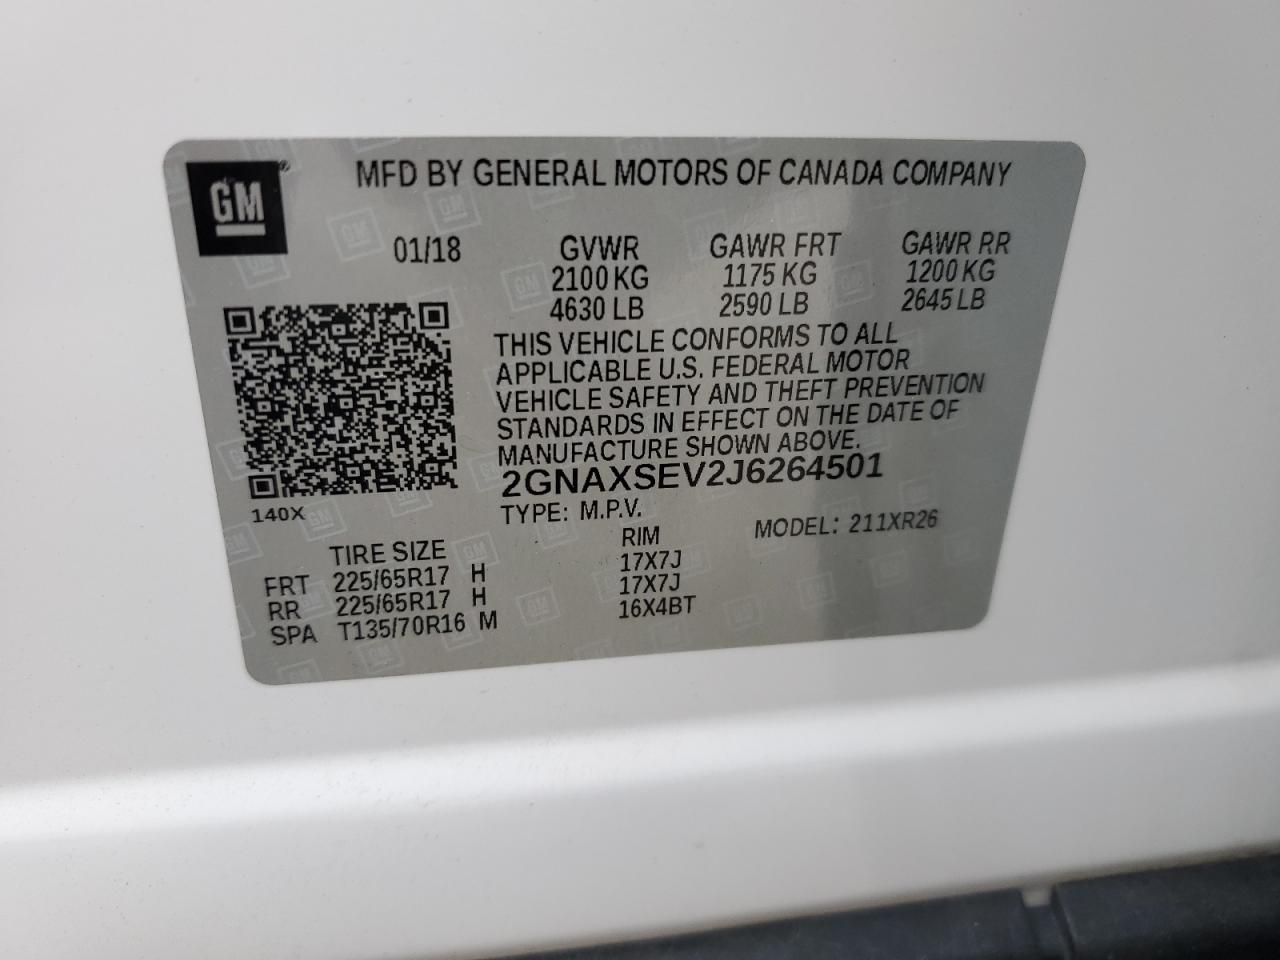 GM ®
MFD BY GENERAL MOTORS OF CANADA COMPANY
01/18 GVWR GAWR FRT GAWR RR
2100 KG 1175 KG 1200 KG
4630 LB 2590 LB 2645 LB
THIS VEHICLE CONFORMS TO ALL
APPLICABLE U.S. FEDERAL MOTOR
VEHICLE SAFETY AND THEFT PREVENTION
STANDARDS IN EFFECT ON THE DATE OF
MANUFACTURE SHOWN ABOVE.
2GNAXSEV2J6264501
140X
TYPE: M.P.V. MODEL: 211XR26
TIRE SIZE RIM
FRT 225/65R17 H 17X7J
RR 225/65R17 H 17X7J
SPA T135/70R16 M 16X4BT